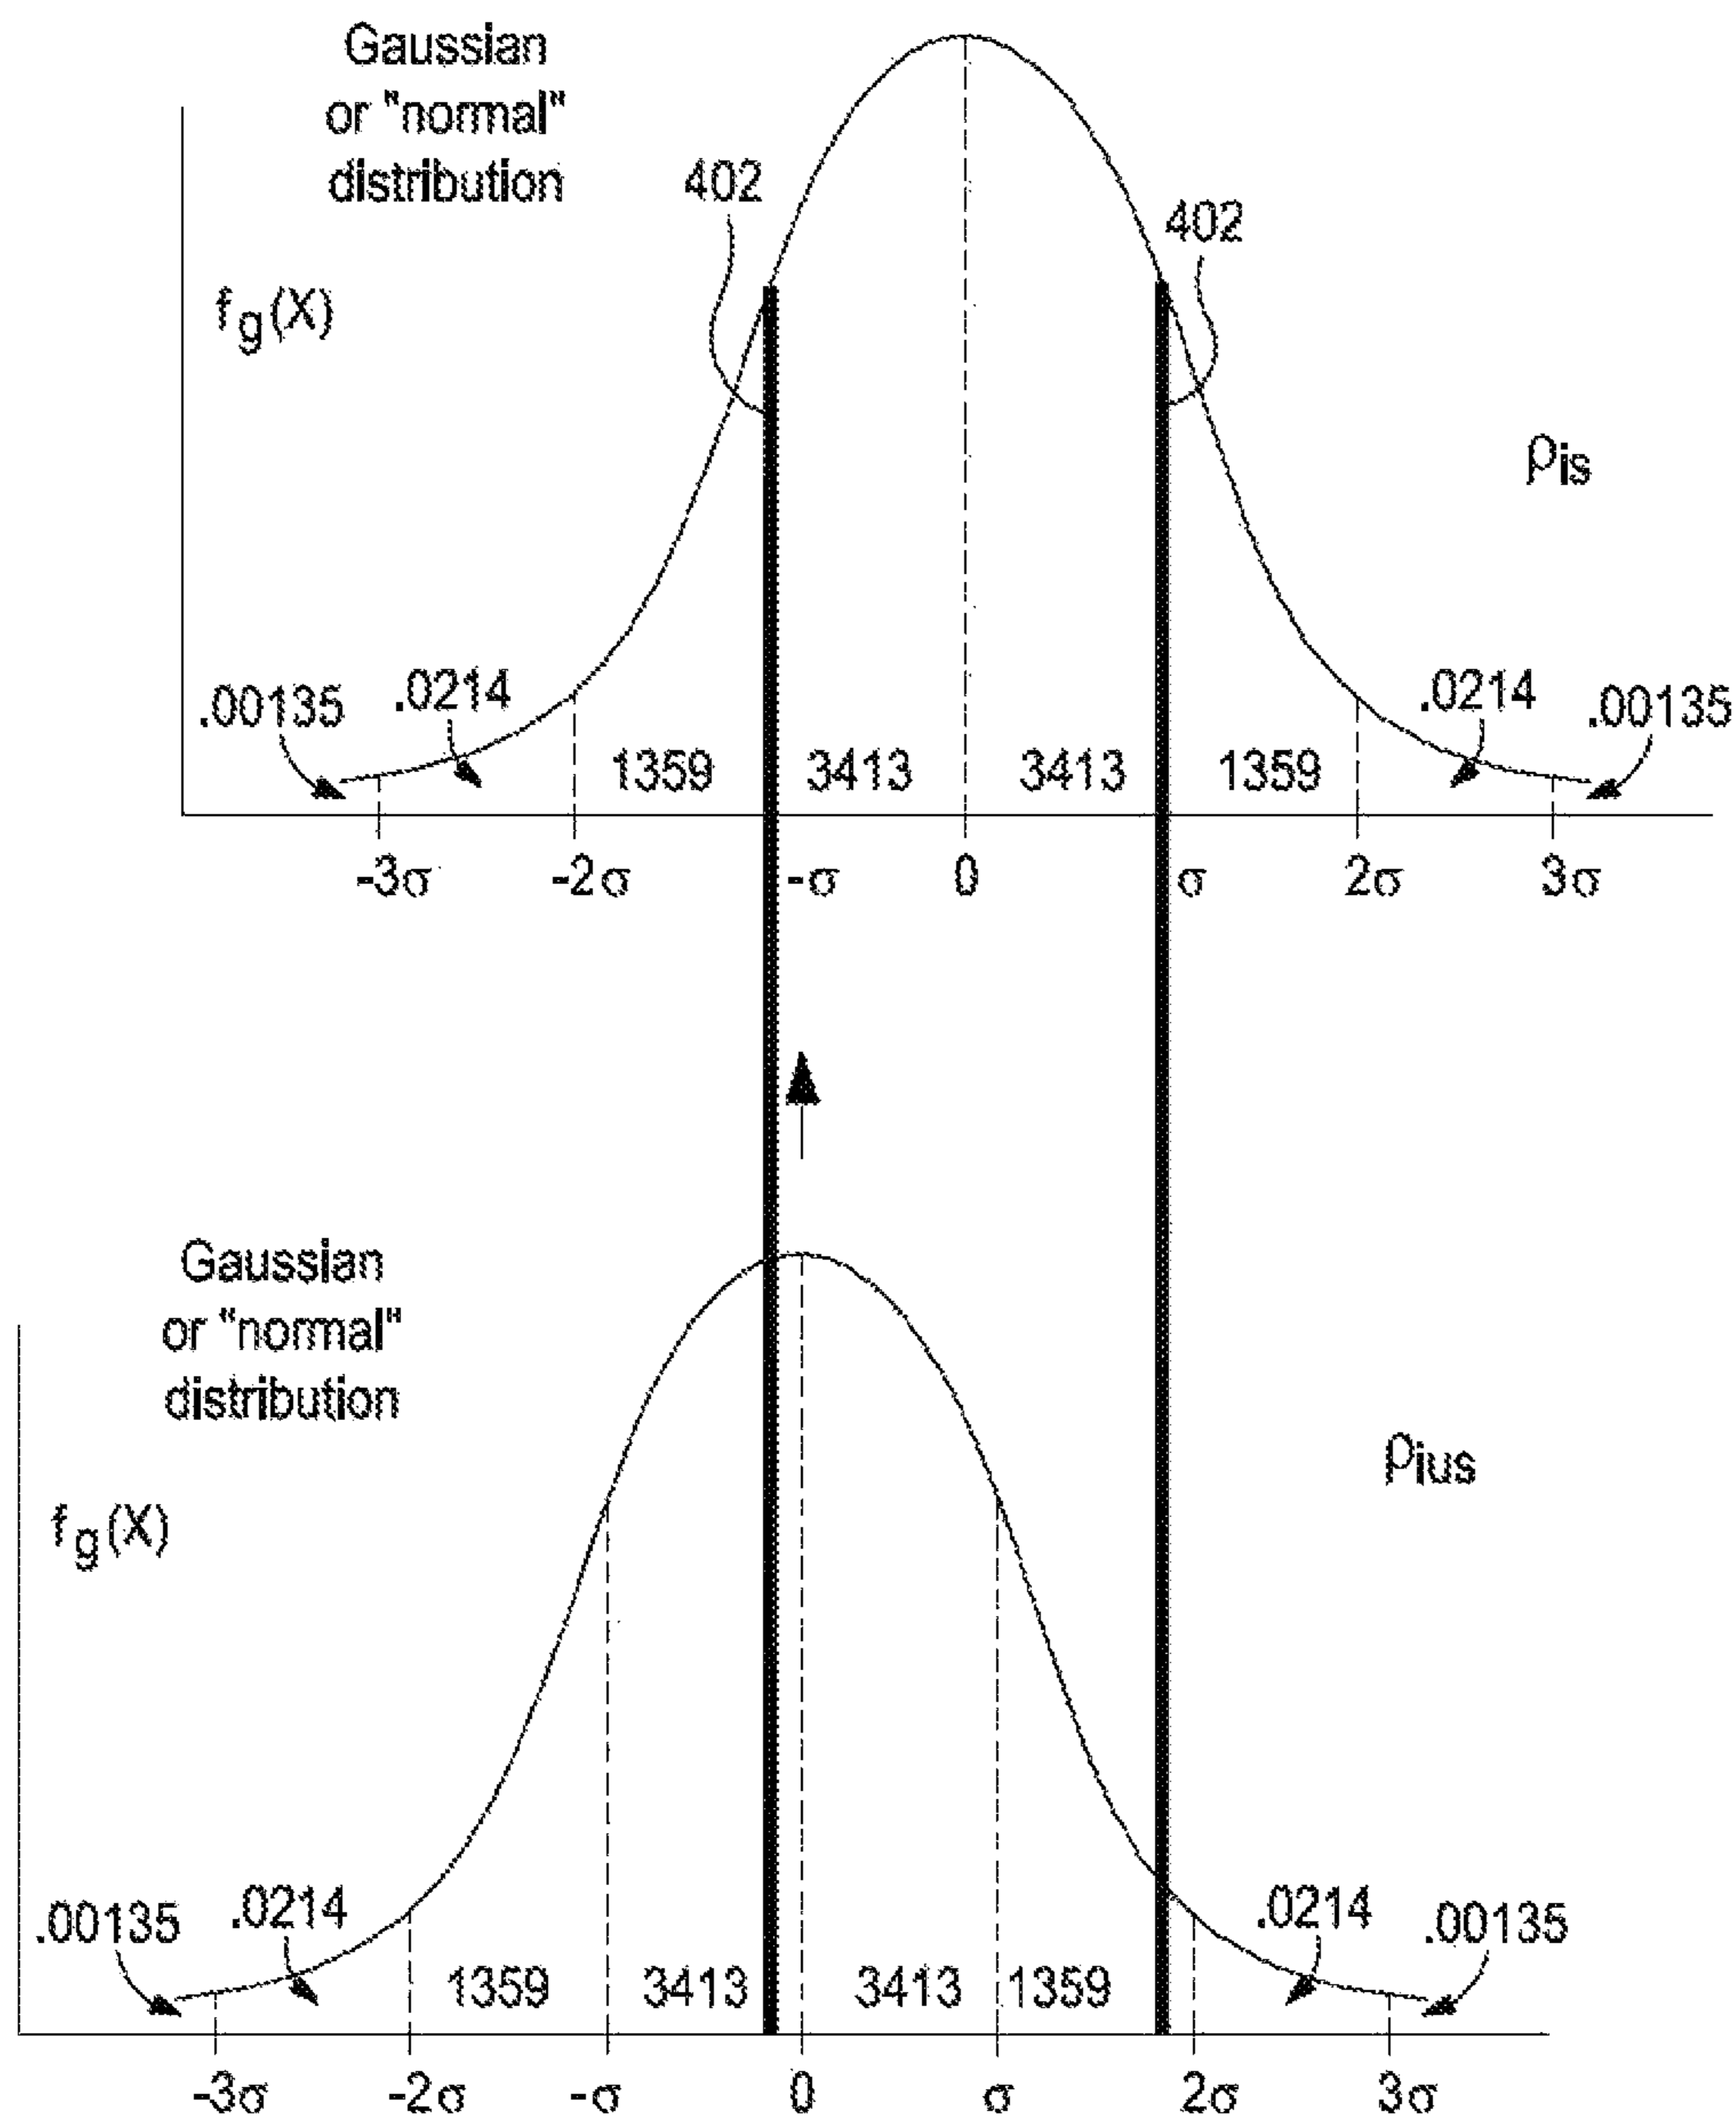 Gaussian
or "normal"
distribution
402
402
fg(X)
ρis
.00135 .0214 1359 3413 3413 1359 .0214 .00135
-3σ -2σ -σ 0 σ 2σ 3σ
Gaussian
or "normal"
distribution
ρius
fg(X)
.00135 .0214 1359 3413 3413 1359 .0214 .00135
-3σ -2σ -σ 0 σ 2σ 3σ